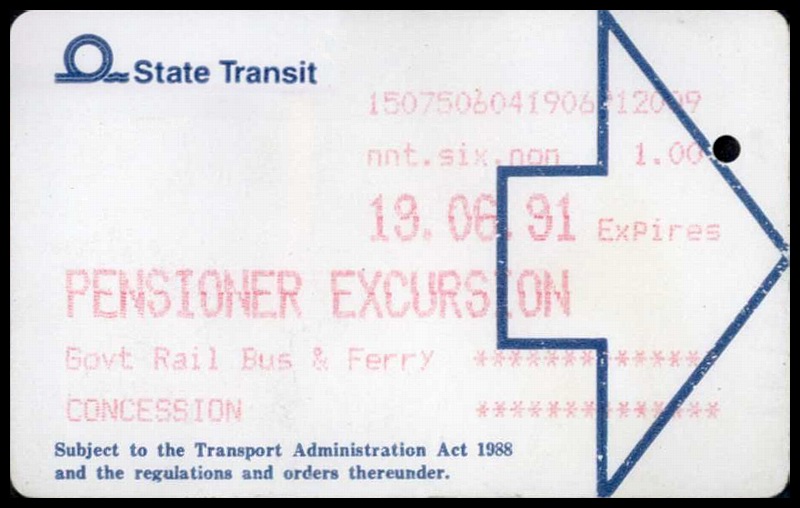 State Transit
1507506041906212009
nnt.six.non 1.00
19.06.91 Expires
PENSIONER EXCURSION
Govt Rail Bus & Ferry **************
CONCESSION **************
Subject to the Transport Administration Act 1988
and the regulations and orders thereunder.